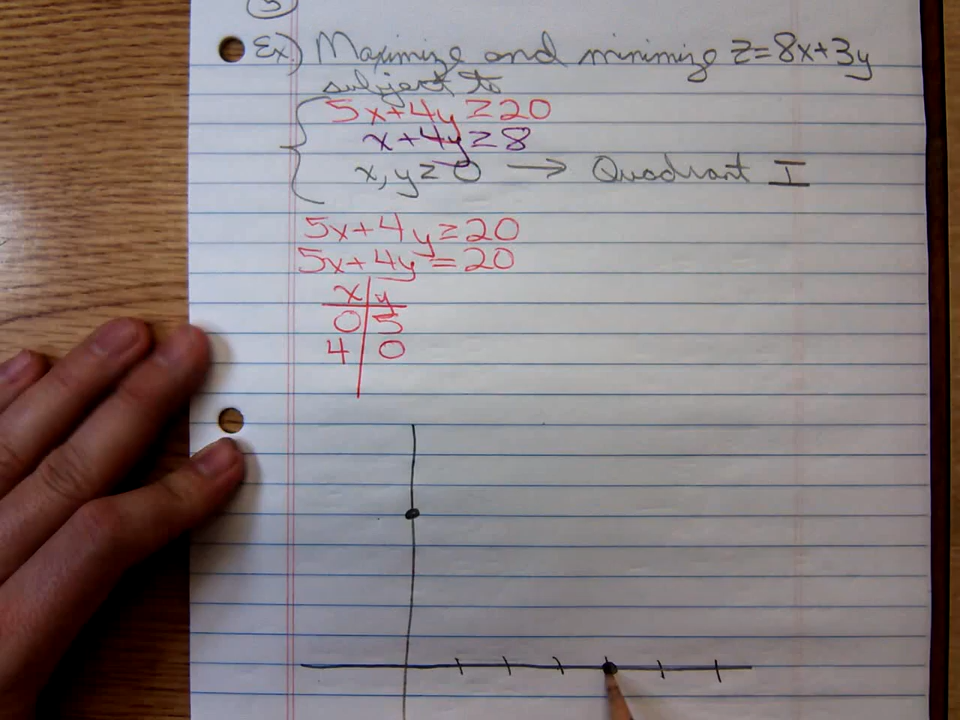 5
Ex.) Maximize and minimize z=8x+3y
subject to
5x+4y≥20
x+4y≥8
x, y≥0 → Quadrant I
5x+4y≥20
5x+4y=20
x y
0 5
4 0